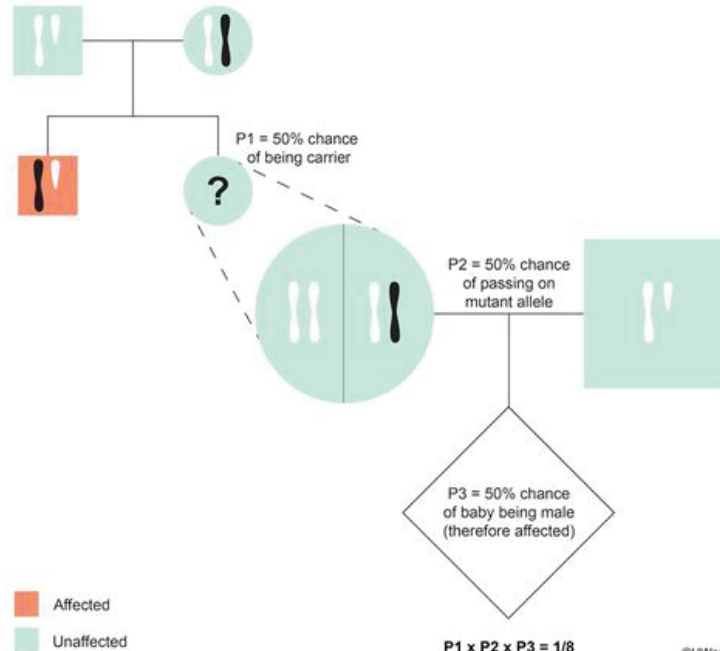 P1 = 50% chance
of being carrier
?
P2 = 50% chance
of passing on
mutant allele
P3 = 50% chance
of baby being male
(therefore affected)
Affected
Unaffected
P1 x P2 x P3 = 1/8